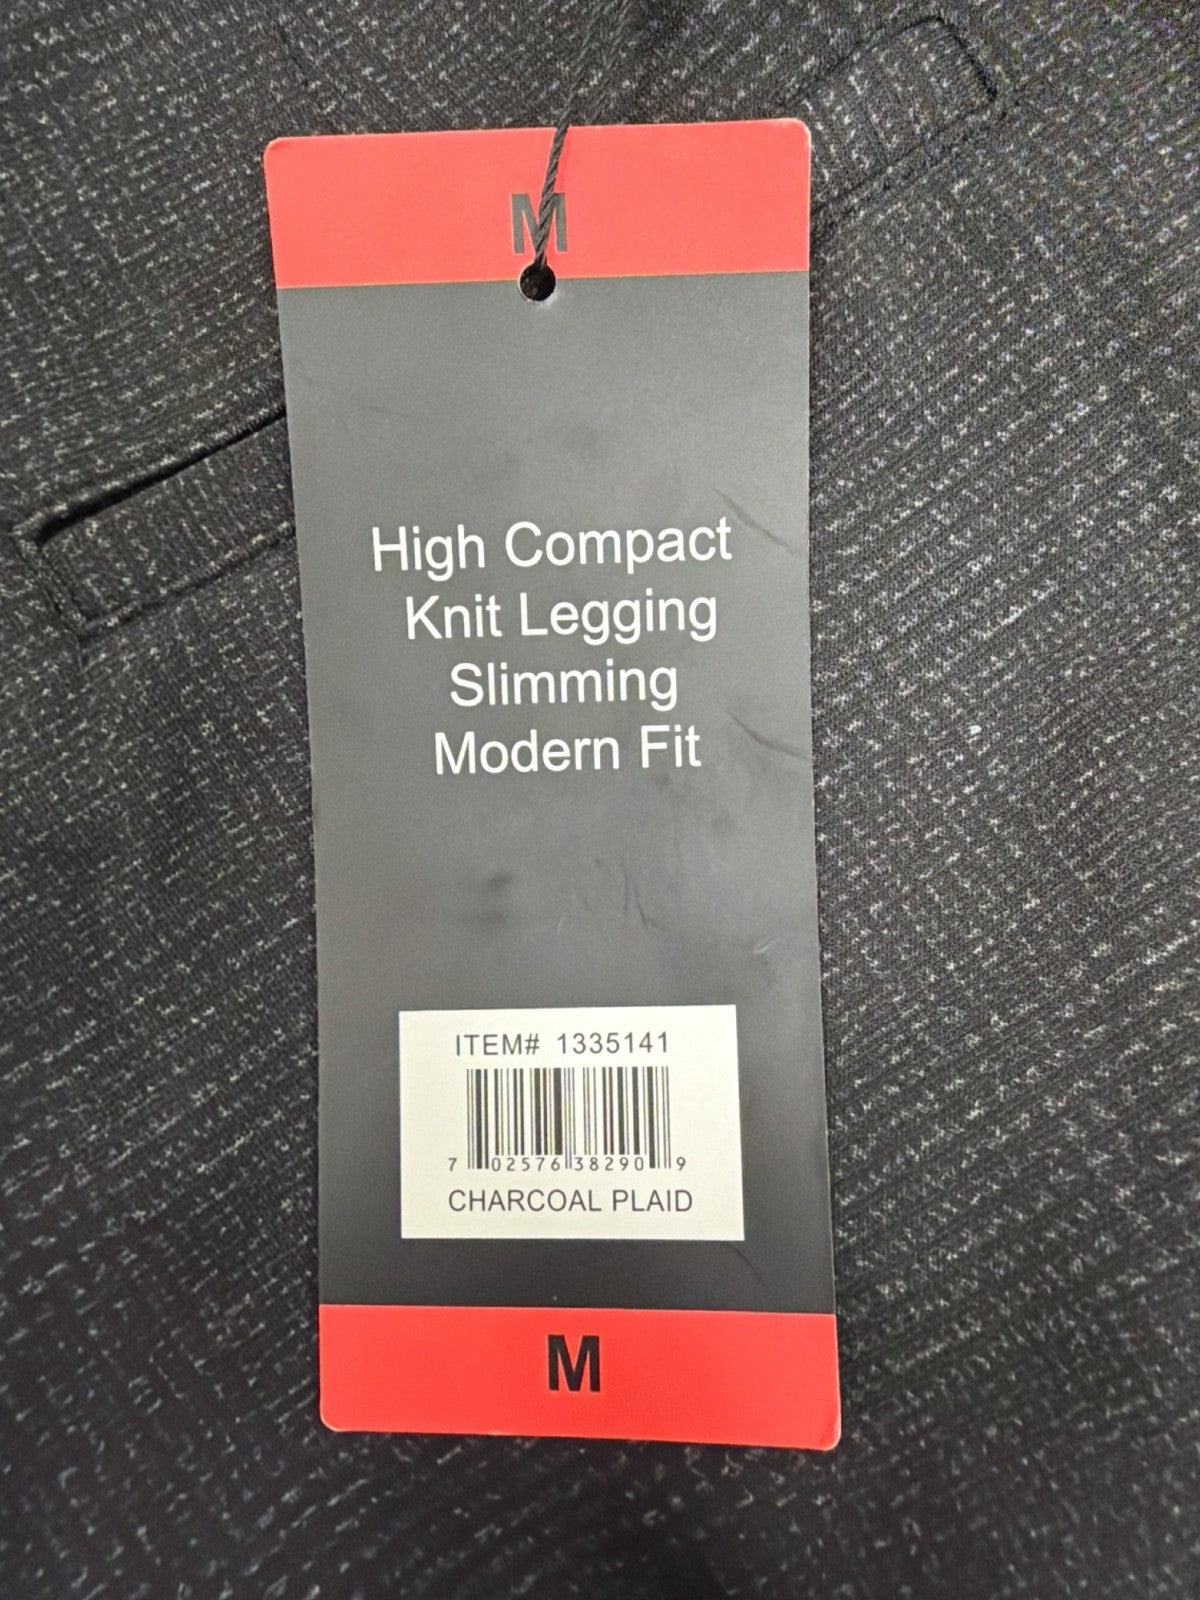 M
High Compact
Knit Legging
Slimming
Modern Fit
ITEM# 1335141
7 02576 38290 9
CHARCOAL PLAID
M